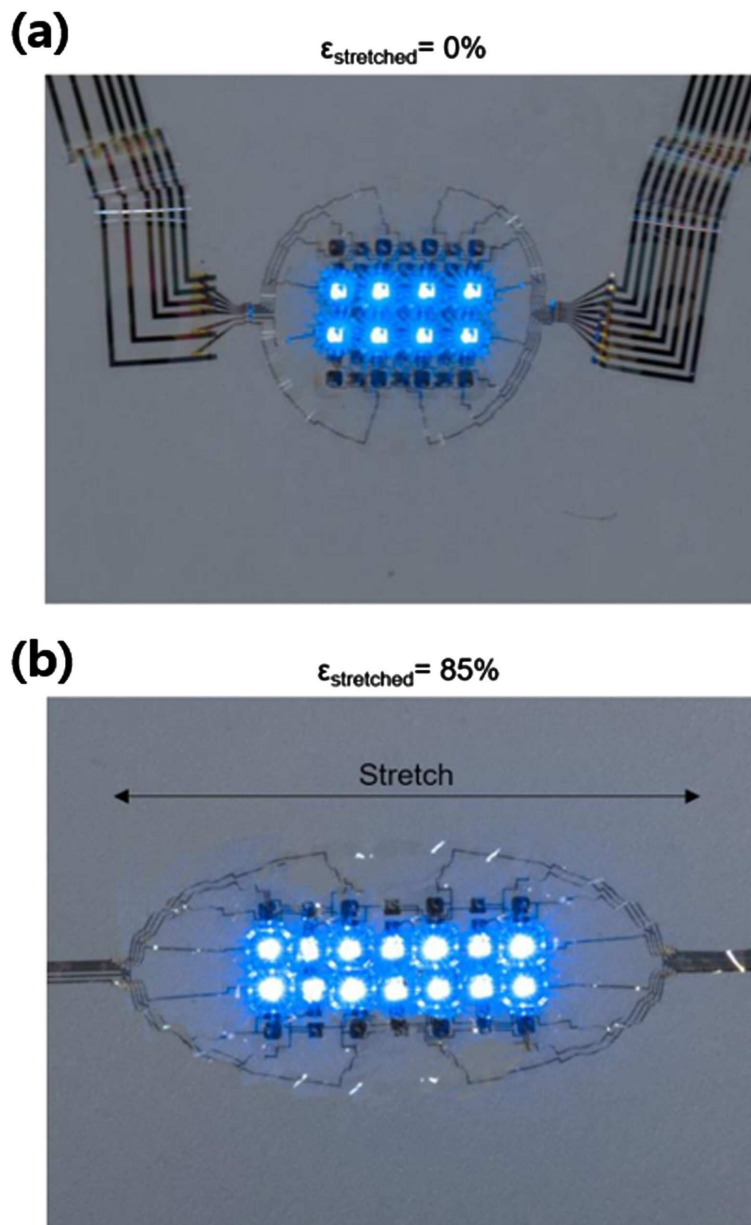 (a)
εstretched= 0%
(b)
εstretched= 85%
Stretch